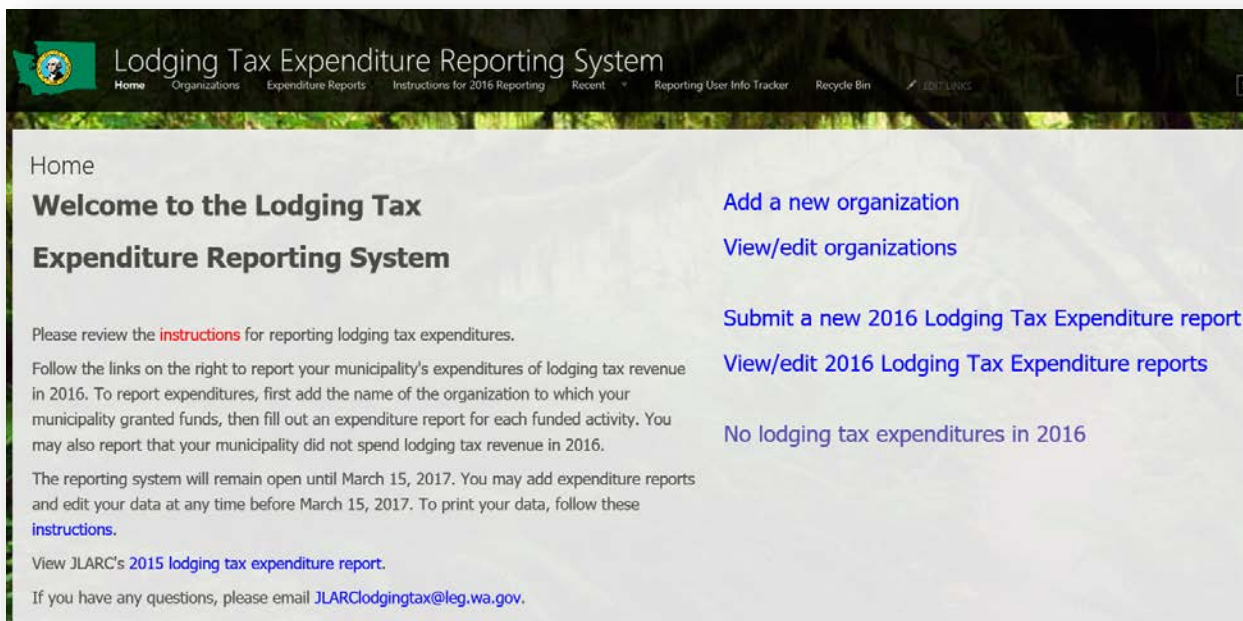 Lodging Tax Expenditure Reporting System
Home Organizations Expenditure Reports Instructions for 2016 Reporting Recent Reporting User Info Tracker Recycle Bin EDIT LINKS
Home
Welcome to the Lodging Tax
Expenditure Reporting System
Please review the instructions for reporting lodging tax expenditures.
Follow the links on the right to report your municipality's expenditures of lodging tax revenue
in 2016. To report expenditures, first add the name of the organization to which your
municipality granted funds, then fill out an expenditure report for each funded activity. You
may also report that your municipality did not spend lodging tax revenue in 2016.
The reporting system will remain open until March 15, 2017. You may add expenditure reports
and edit your data at any time before March 15, 2017. To print your data, follow these
instructions.
View JLARC's 2015 lodging tax expenditure report.
If you have any questions, please email JLARClodgingtax@leg.wa.gov.
Add a new organization
View/edit organizations
Submit a new 2016 Lodging Tax Expenditure report
View/edit 2016 Lodging Tax Expenditure reports
No lodging tax expenditures in 2016